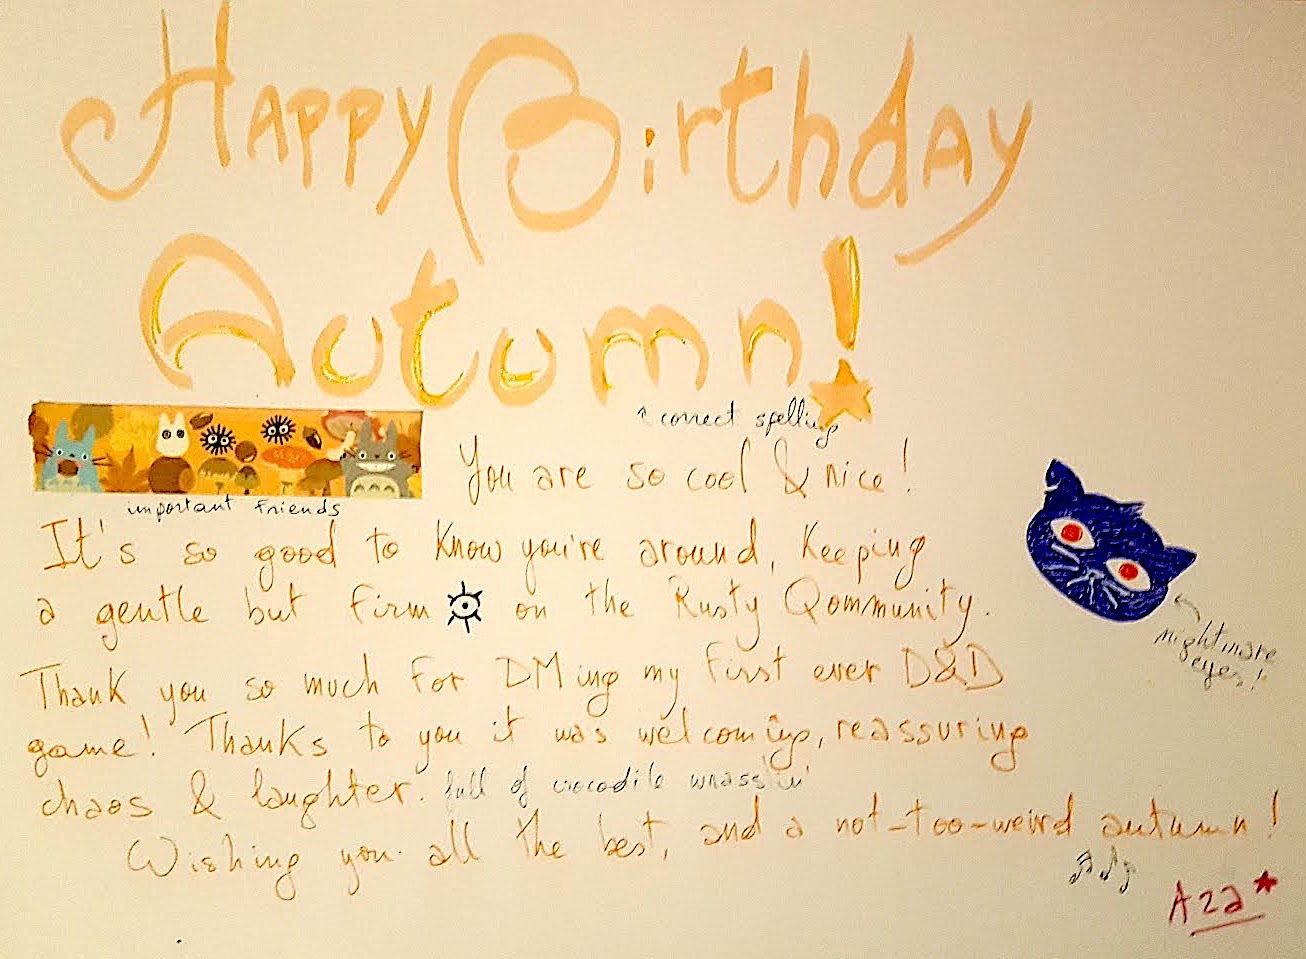 Happy Birthday
Autumn!
↑ correct spelling
important friends
You are so cool & nice!
It's so good to know you're around, keeping
a gentle but firm on the Rusty Qommunity.
nightmare
eyes!
Thank you so much for DMing my first ever D&D
game! Thanks to you it was welcoming, reassuring
chaos & laughter. full of crocodile wrass'lin'
Wishing you all the best, and a not-too-weird autumn!
Aza